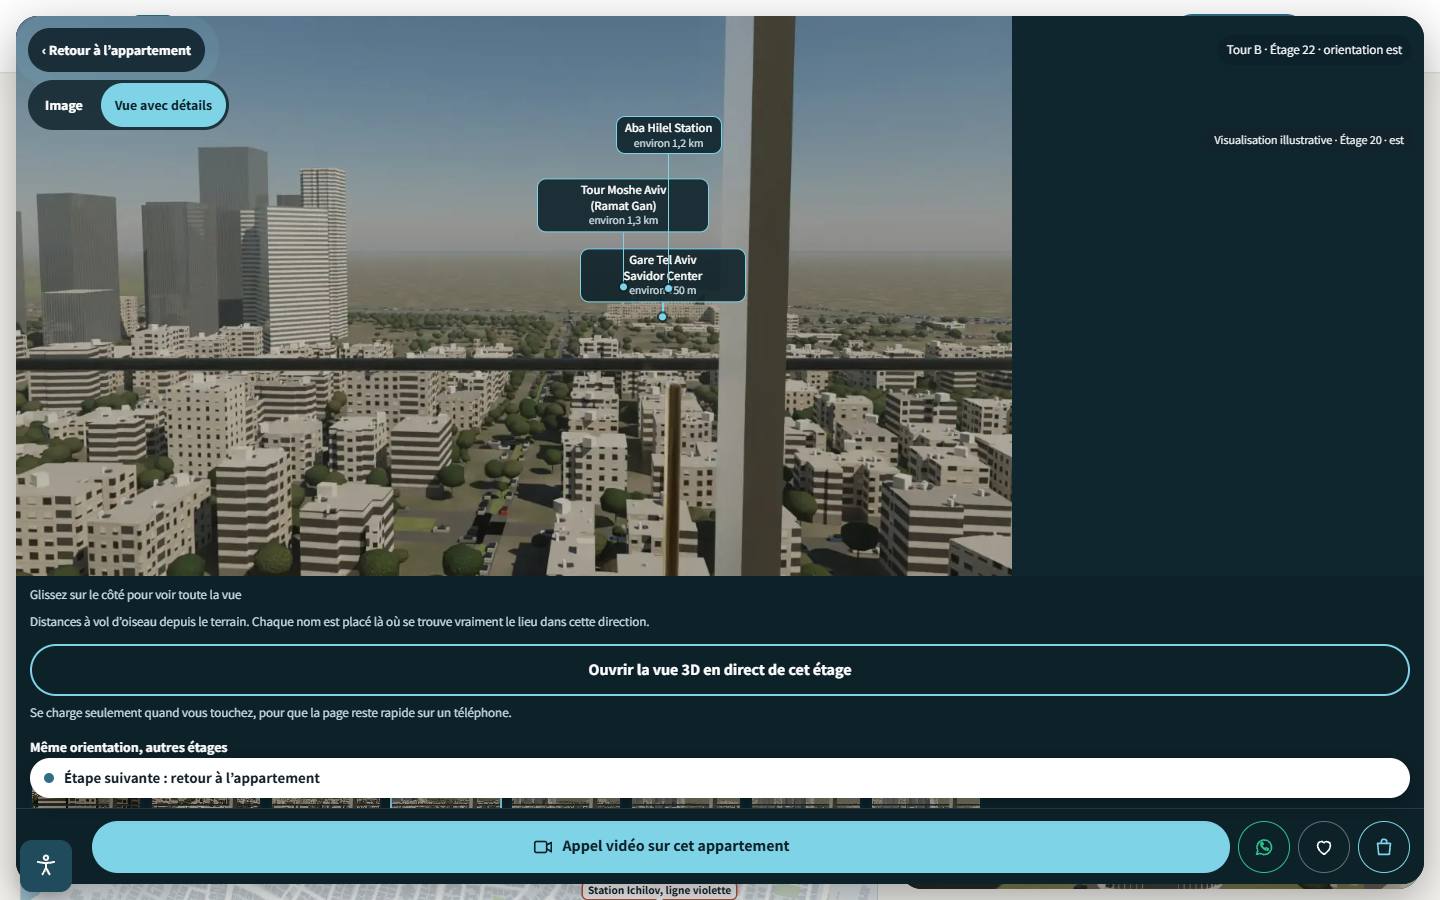 ‹ Retour à l’appartement
Tour B · Étage 22 · orientation est
Image
Vue avec détails
Aba Hilel Station
environ 1,2 km
Visualisation illustrative · Étage 20 · est
Tour Moshe Aviv
(Ramat Gan)
environ 1,3 km
Gare Tel Aviv
Savidor Center
50 m
Glissez sur le côté pour voir toute la vue
Distances à vol d’oiseau depuis le terrain. Chaque nom est placé là où se trouve vraiment le lieu dans cette direction.
Ouvrir la vue 3D en direct de cet étage
Se charge seulement quand vous touchez, pour que la page reste rapide sur un téléphone.
Même orientation, autres étages
Étape suivante : retour à l’appartement
Appel vidéo sur cet appartement
Station Ichilov, ligne violette